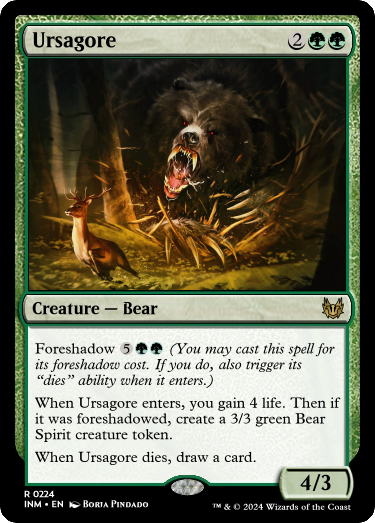 Ursagore 2
Creature — Bear
Foreshadow 5 (You may cast this spell for
its foreshadow cost. If you do, also trigger its
“dies” ability when it enters.)
When Ursagore enters, you gain 4 life. Then if
it was foreshadowed, create a 3/3 green Bear
Spirit creature token.
When Ursagore dies, draw a card.
4/3
R 0224
INM • EN Borja Pindado
™ & © 2024 Wizards of the Coast